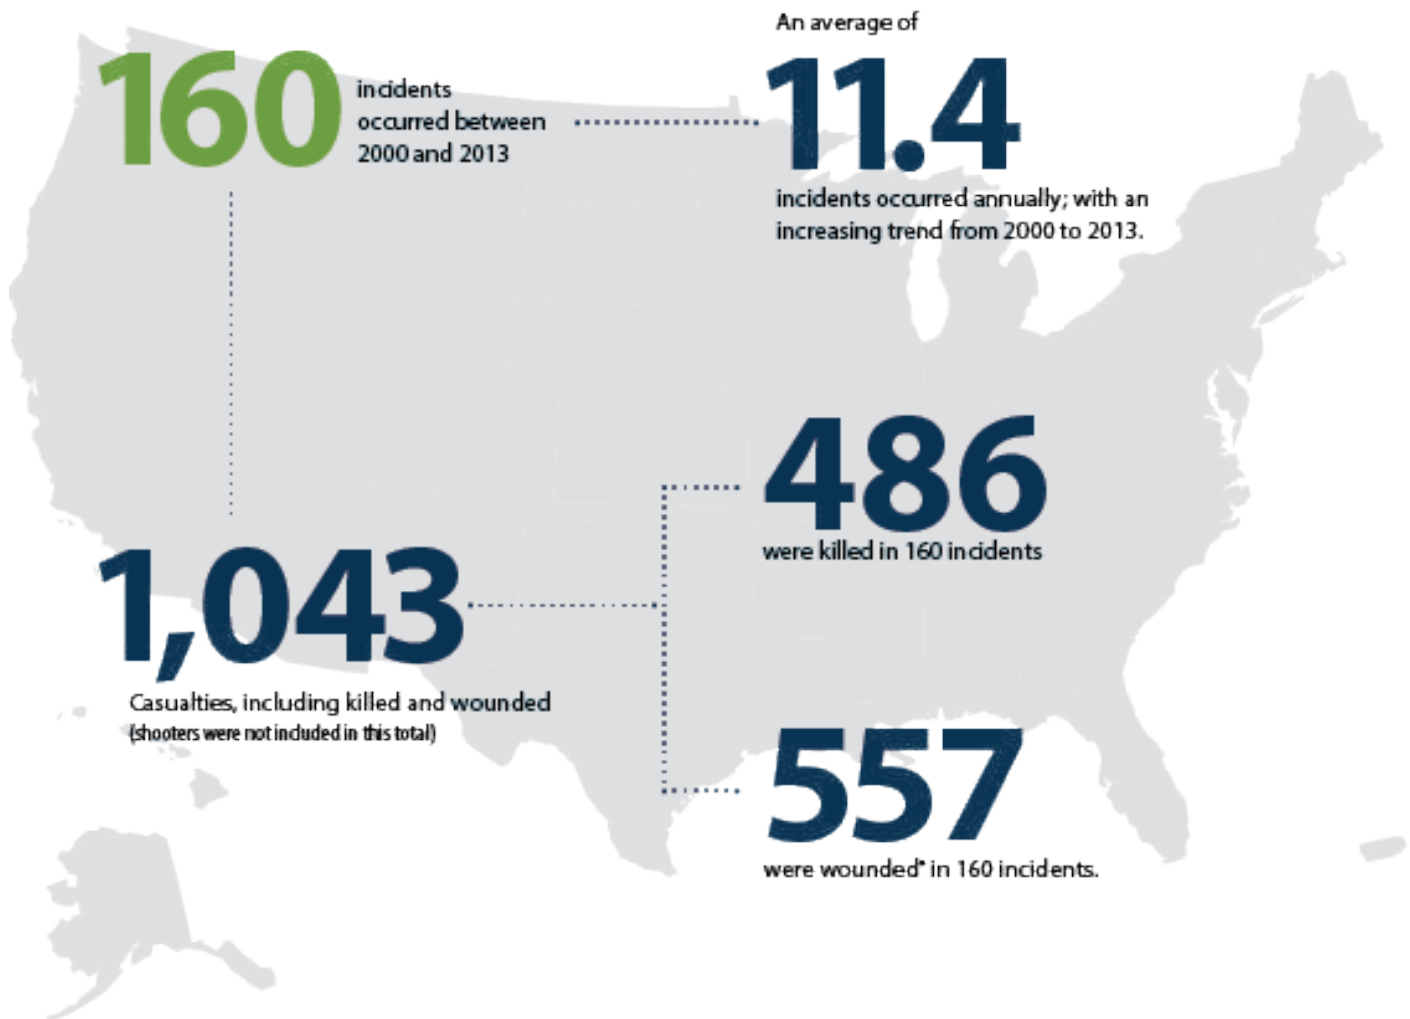 160
incidents
occurred between
2000 and 2013
An average of
11.4
incidents occurred annually; with an
increasing trend from 2000 to 2013.
1,043
Casualties, including killed and wounded
(shooters were not included in this total)
486
were killed in 160 incidents
557
were wounded* in 160 incidents.